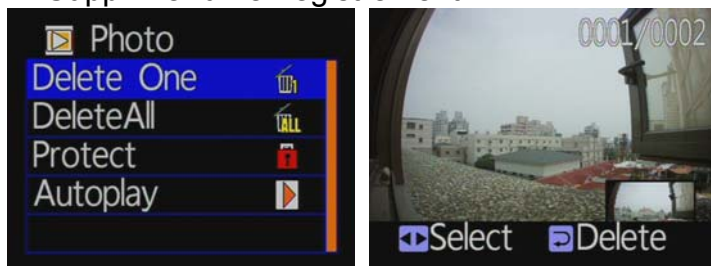 Photo
Delete One
DeleteAll
Protect
Autoplay
0001/0002
Select Delete